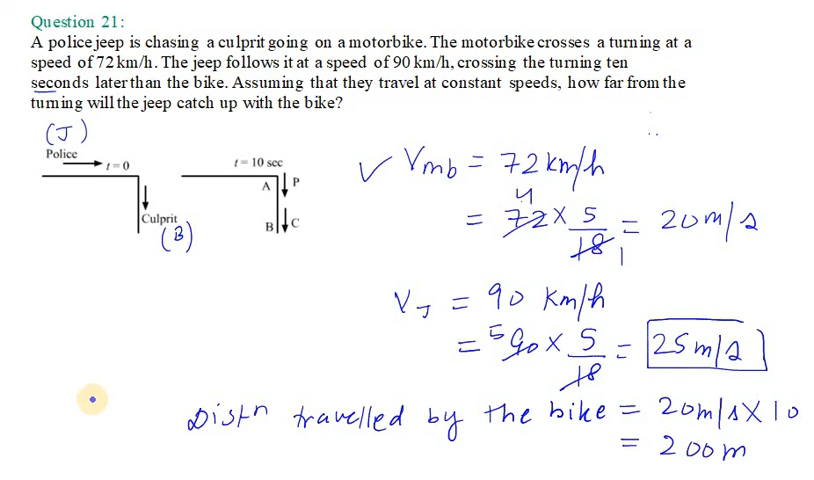 Question 21:
A police jeep is chasing a culprit going on a motorbike. The motorbike crosses a turning at a
speed of 72 km/h. The jeep follows it at a speed of 90 km/h, crossing the turning ten
seconds later than the bike. Assuming that they travel at constant speeds, how far from the
turning will the jeep catch up with the bike?
(J)
Police
t = 0
Culprit
(B)
t = 10 sec
A
P
B
C
✓ Vmb = 72 km/h
4
= 72 × 5/18 = 20 m/s
1
VJ = 90 km/h
= 5 90 × 5/18 = 25 m/s
Distn travelled by the bike = 20 m/s × 10
= 200 m